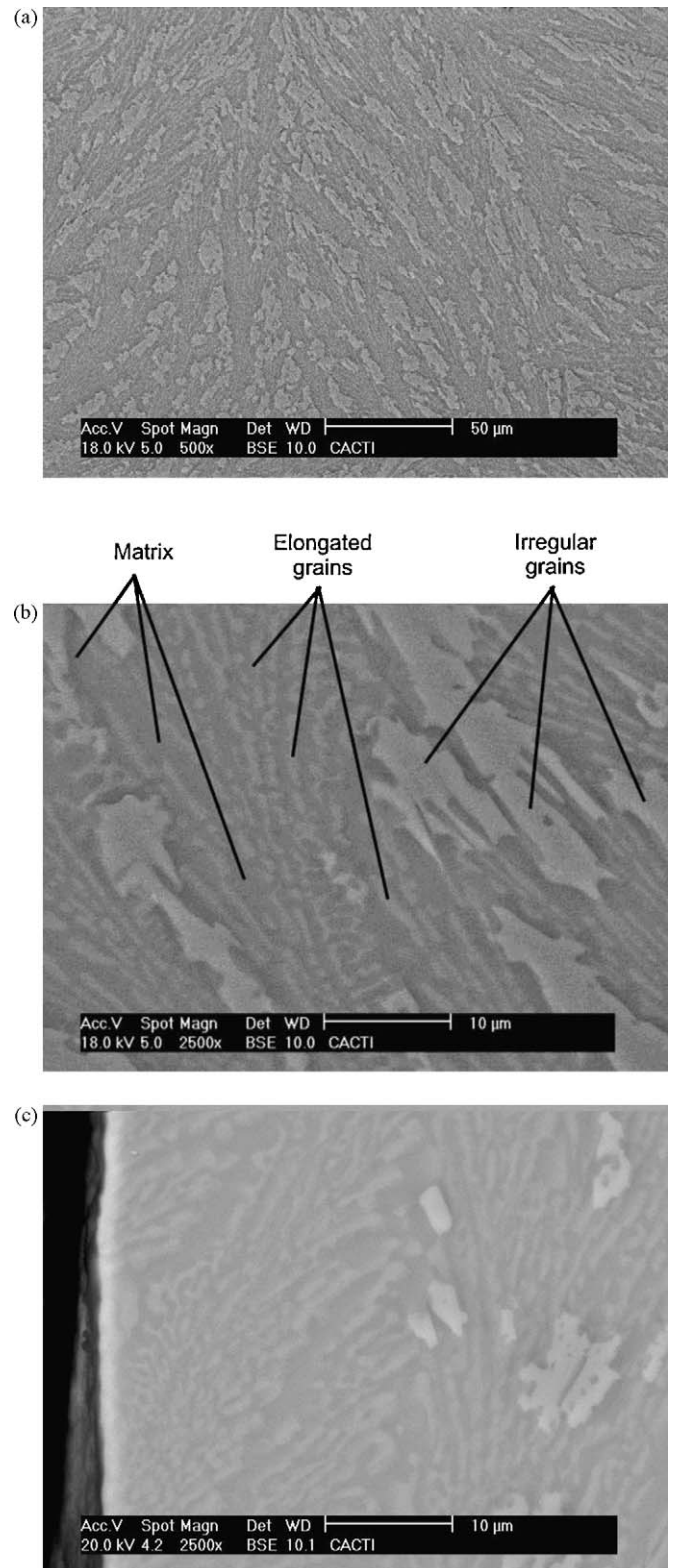 (a)
Acc.V Spot Magn Det WD 50 µm
18.0 kV 5.0 500x BSE 10.0 CACTI
Matrix Elongated grains Irregular grains
(b)
Acc.V Spot Magn Det WD 10 µm
18.0 kV 5.0 2500x BSE 10.0 CACTI
(c)
Acc.V Spot Magn Det WD 10 µm
20.0 kV 4.2 2500x BSE 10.1 CACTI